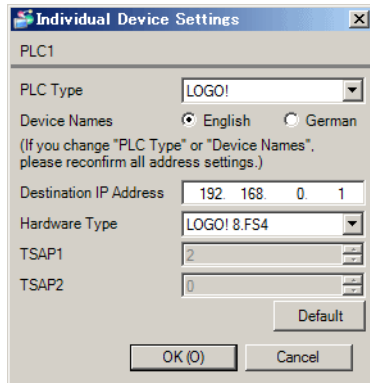 Individual Device Settings
PLC1
PLC Type LOGO!
Device Names English German
(If you change "PLC Type" or "Device Names",
please reconfirm all address settings.)
Destination IP Address 192. 168. 0. 1
Hardware Type LOGO! 8.FS4
TSAP1 2
TSAP2 0
Default
OK (O) Cancel